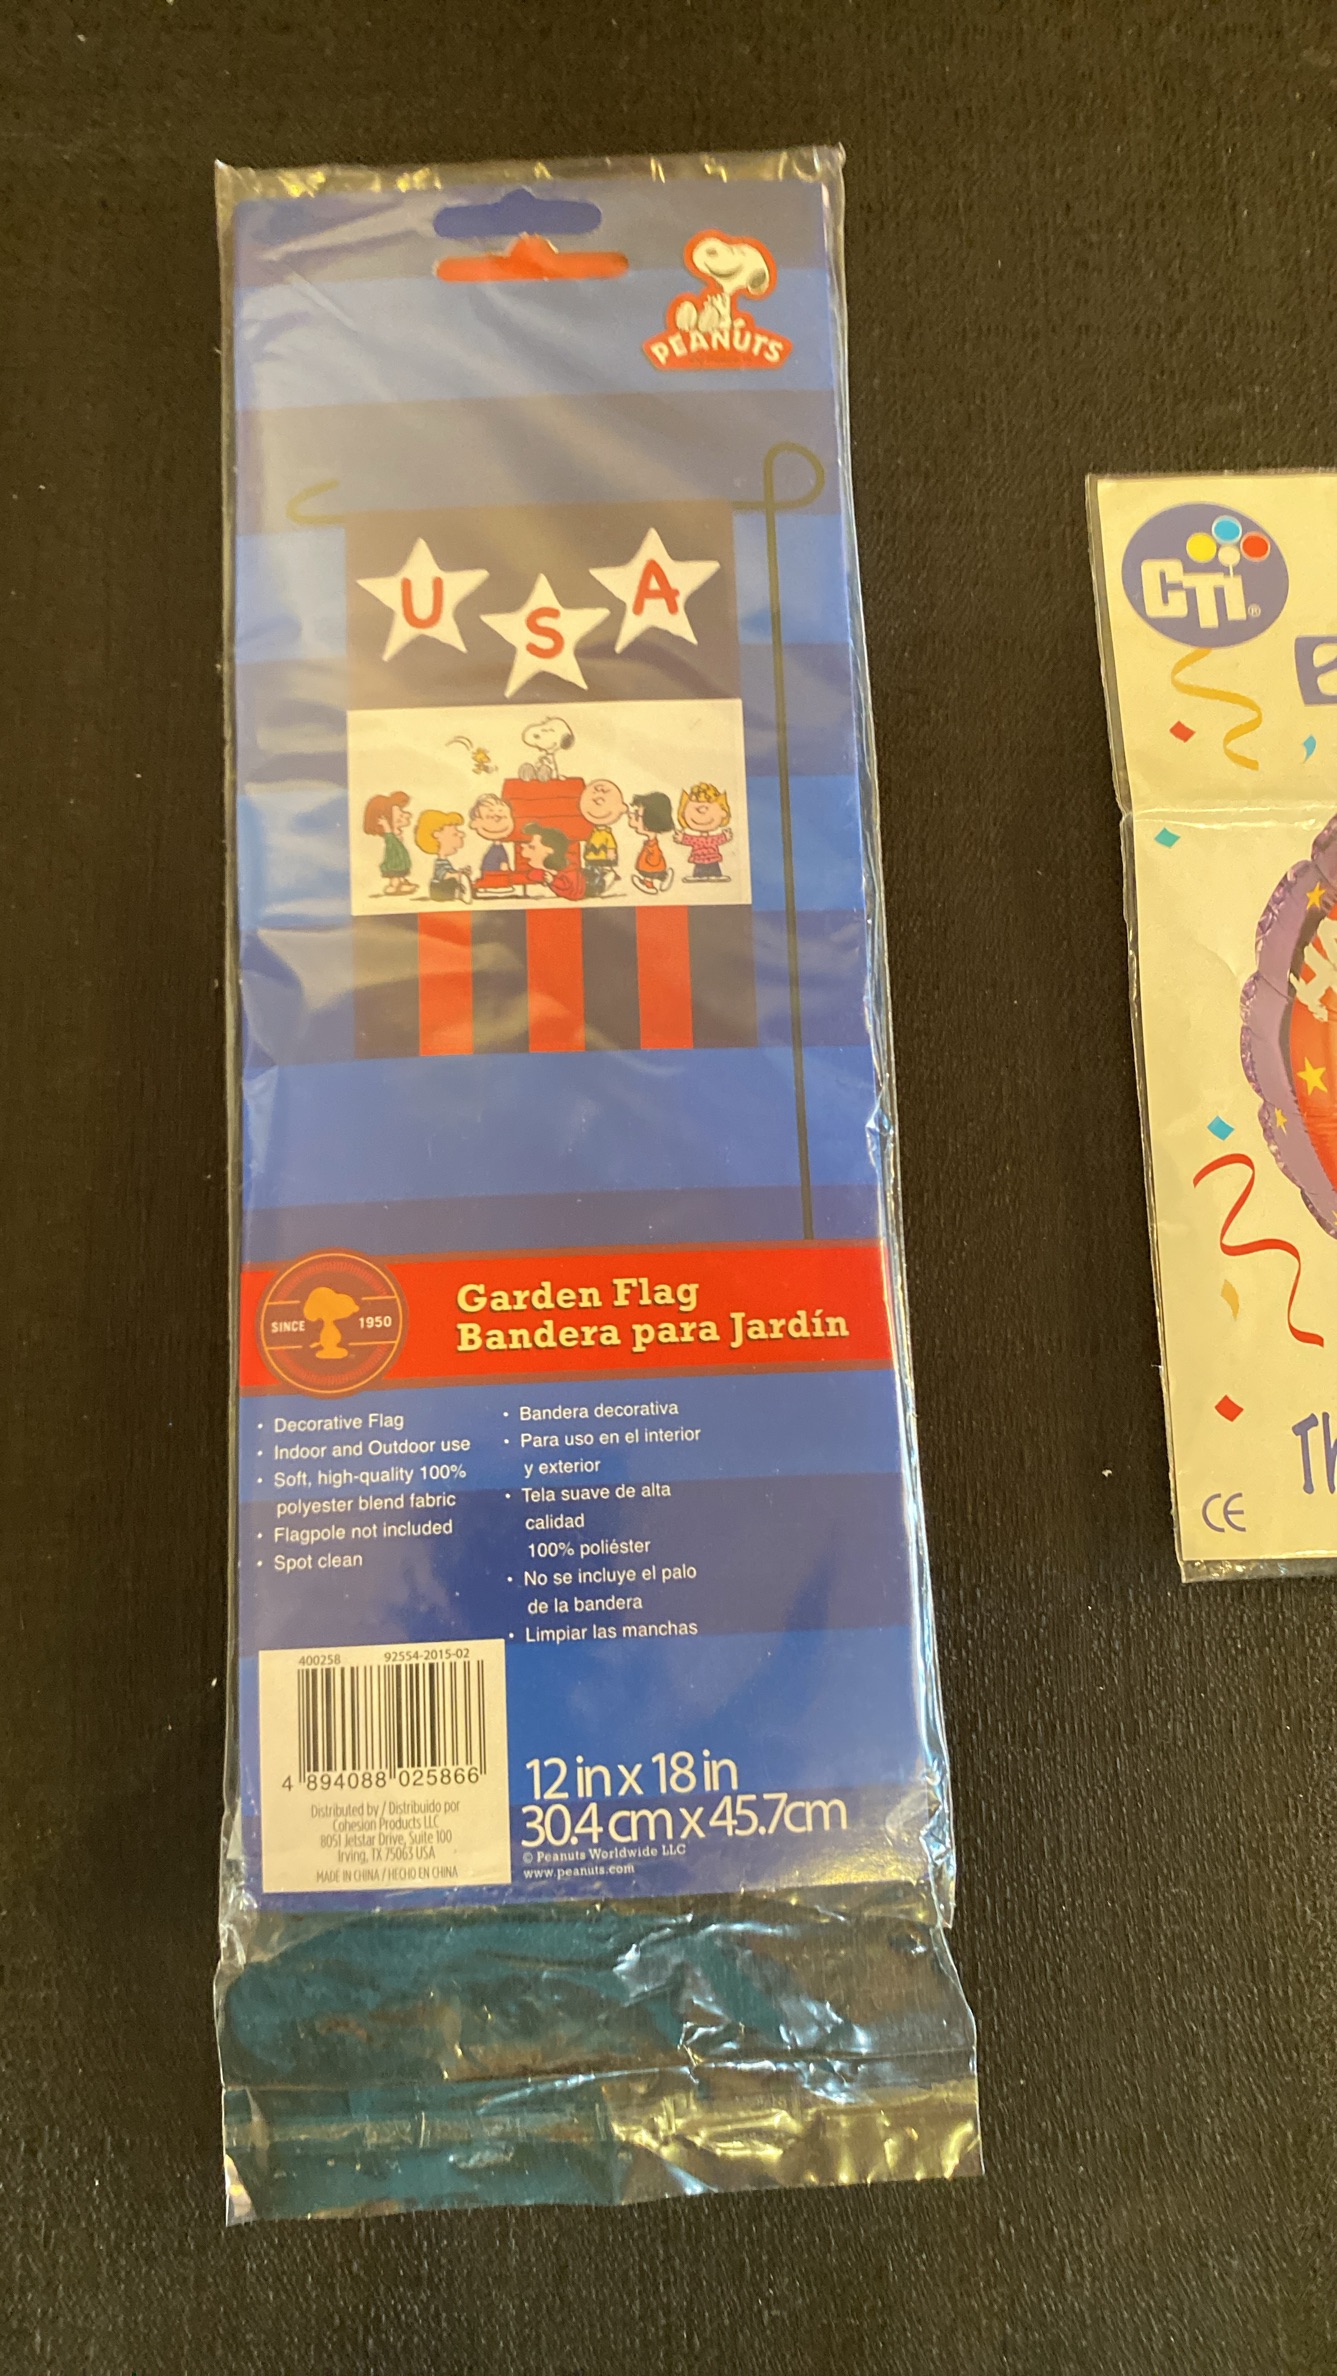 PEANUTS
U S A
SINCE 1950
Garden Flag
Bandera para Jardín
• Decorative Flag
• Indoor and Outdoor use
• Soft, high-quality 100%
polyester blend fabric
• Flagpole not included
• Spot clean
• Bandera decorativa
• Para uso en el interior
y exterior
• Tela suave de alta
calidad
100% poliéster
• No se incluye el palo
de la bandera
• Limpiar las manchas
400258 92554-2015-02
4 894088 025866
Distributed by / Distribuido por
Cohesion Products LLC
8051 Jetstar Drive, Suite 100
Irving, TX 75063 USA
MADE IN CHINA / HECHO EN CHINA
12 in x 18 in
30.4 cm x 45.7cm
© Peanuts Worldwide LLC
www.peanuts.com
CTi®
CE